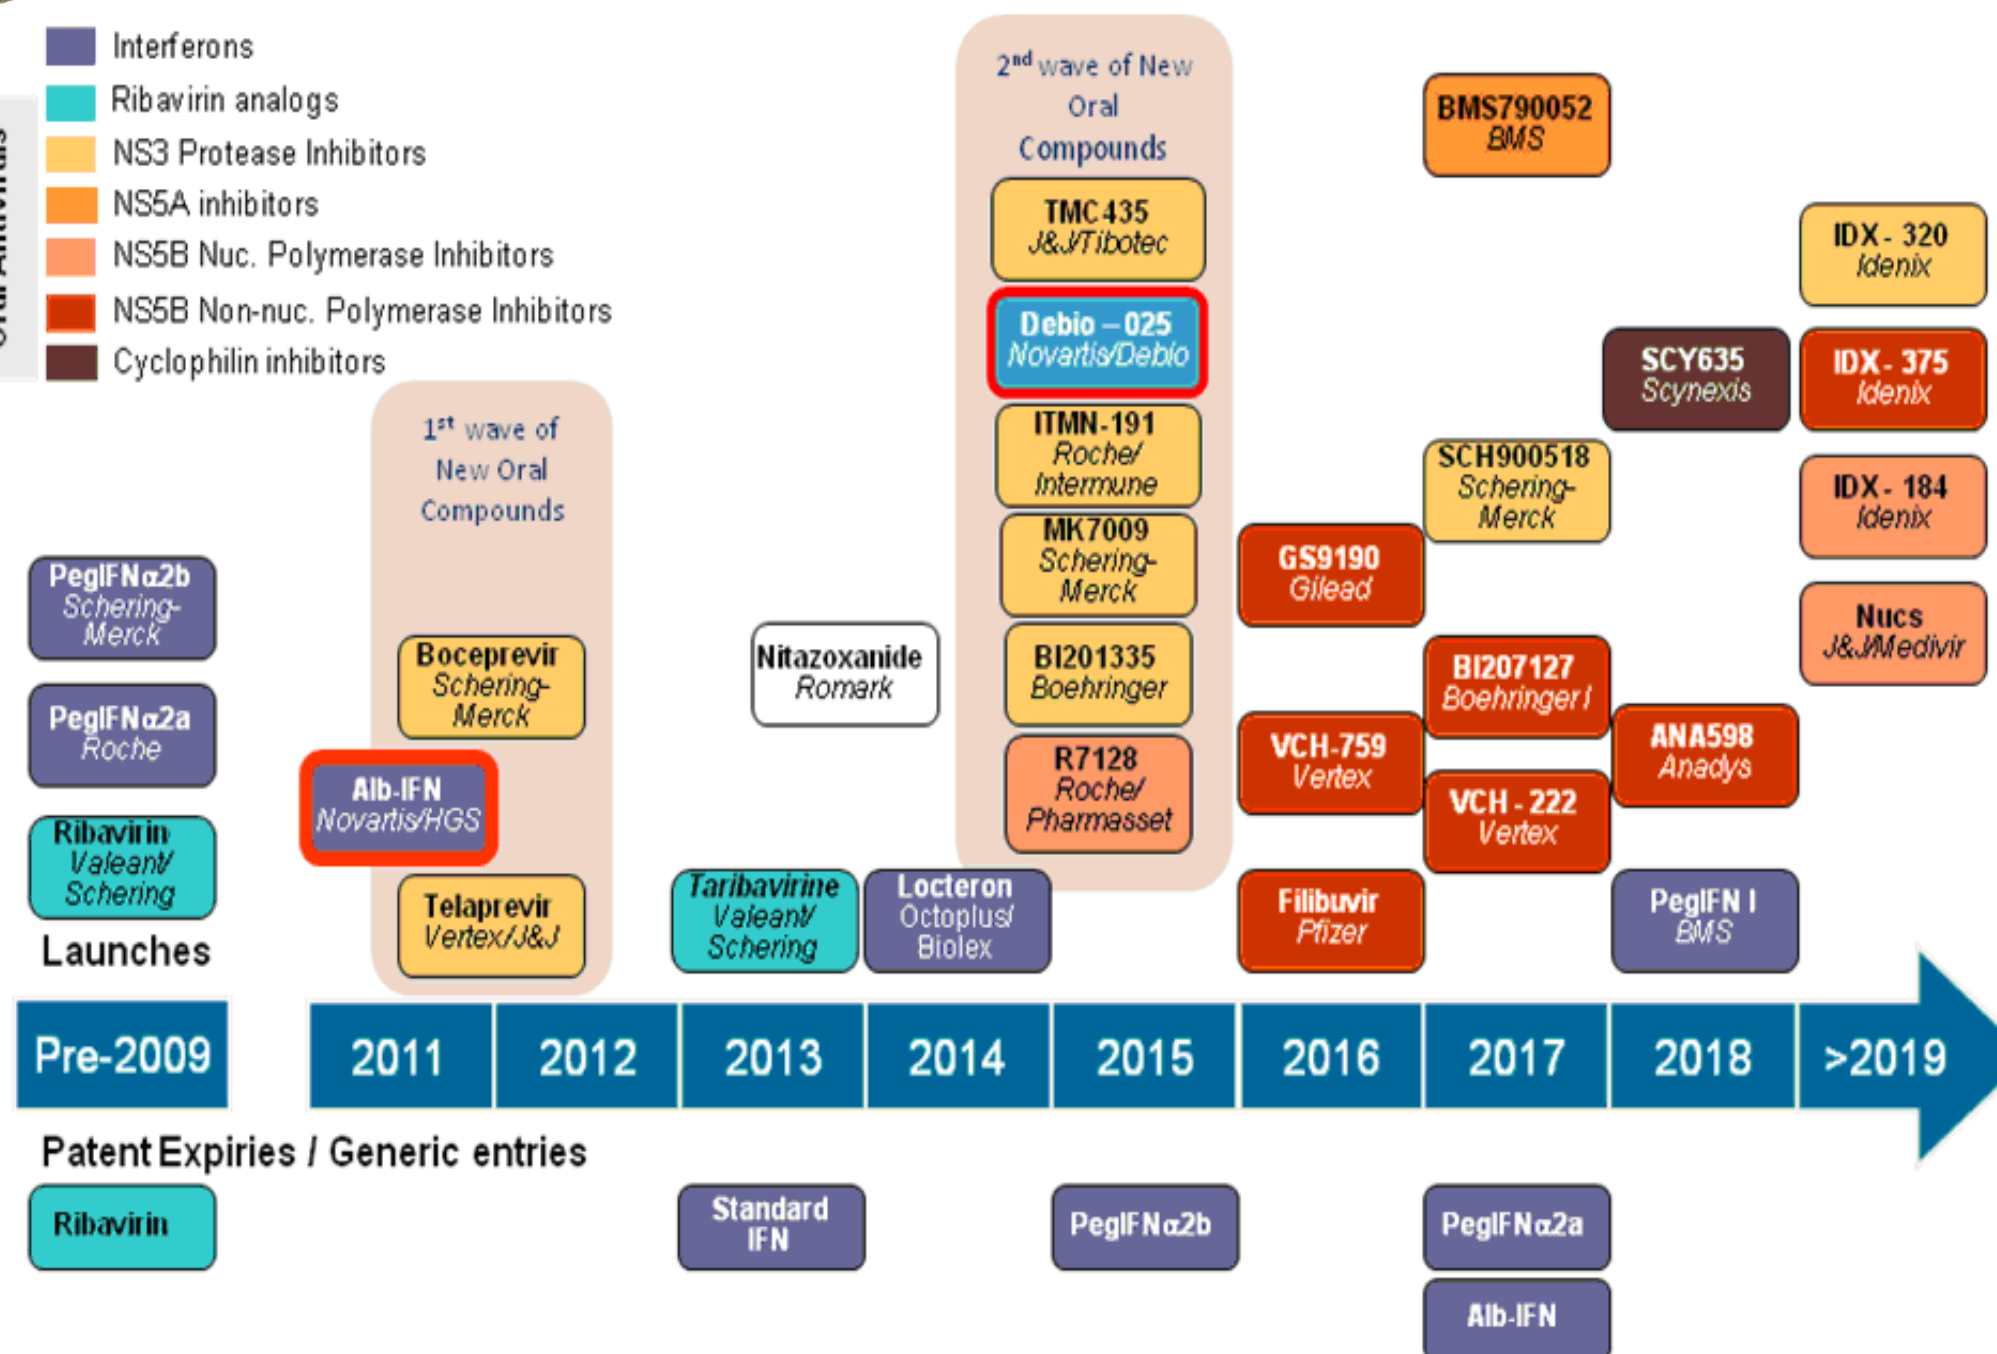 Interferons
Ribavirin analogs
NS3 Protease Inhibitors
NS5A inhibitors
NS5B Nuc. Polymerase Inhibitors
NS5B Non-nuc. Polymerase Inhibitors
Cyclophilin inhibitors
1st wave of
New Oral
Compounds
2nd wave of New
Oral
Compounds
PegIFNα2b
Schering-
Merck
PegIFNα2a
Roche
Ribavirin
Valeant/
Schering
Boceprevir
Schering-
Merck
Alb-IFN
Novartis/HGS
Telaprevir
Vertex/J&J
Nitazoxanide
Romark
Taribavirine
Valeant/
Schering
Locteron
Octoplus/
Biolex
TMC435
J&J/Tibotec
Debio – 025
Novartis/Debio
ITMN-191
Roche/
Intermune
MK7009
Schering-
Merck
BI201335
Boehringer
R7128
Roche/
Pharmasset
GS9190
Gilead
VCH-759
Vertex
Filibuvir
Pfizer
BMS790052
BMS
SCH900518
Schering-
Merck
BI207127
Boehringer I
VCH - 222
Vertex
SCY635
Scynexis
ANA598
Anadys
PegIFN l
BMS
IDX - 320
Idenix
IDX - 375
Idenix
IDX - 184
Idenix
Nucs
J&J/Medivir
Launches
Pre-2009
2011
2012
2013
2014
2015
2016
2017
2018
>2019
Patent Expiries / Generic entries
Ribavirin
Standard
IFN
PegIFNα2b
PegIFNα2a
Alb-IFN